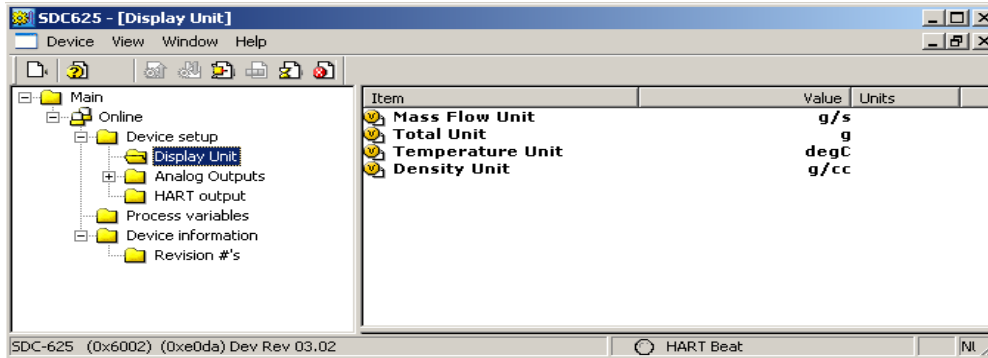 SDC625 - [Display Unit]
Device View Window Help
Main
Online
Device setup
Display Unit
Analog Outputs
HART output
Process variables
Device information
Revision #'s
Item Value Units
Mass Flow Unit g/s
Total Unit g
Temperature Unit degC
Density Unit g/cc
SDC-625 (0x6002) (0xe0da) Dev Rev 03.02 HART Beat